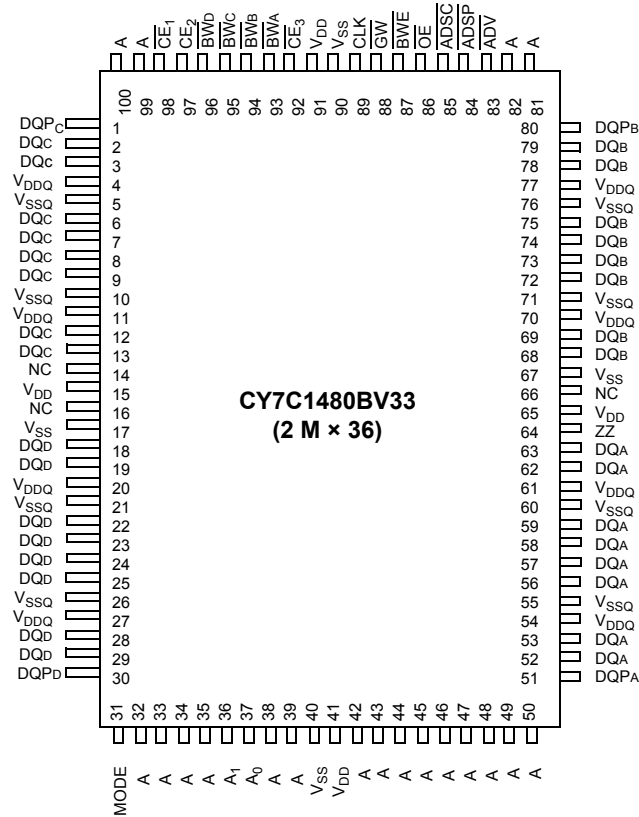 A
A
CE1
CE2
BWD
BWC
BWB
BWA
CE3
VDD
VSS
CLK
GW
BWE
OE
ADSC
ADSP
ADV
A
A
100
99
98
97
96
95
94
93
92
91
90
89
88
87
86
85
84
83
82
81
DQPC 1
DQC 2
DQc 3
VDDQ 4
VSSQ 5
DQC 6
DQC 7
DQC 8
DQC 9
VSSQ 10
VDDQ 11
DQC 12
DQC 13
NC 14
VDD 15
NC 16
VSS 17
DQD 18
DQD 19
VDDQ 20
VSSQ 21
DQD 22
DQD 23
DQD 24
DQD 25
VSSQ 26
VDDQ 27
DQD 28
DQD 29
DQPD 30
CY7C1480BV33
(2 M × 36)
80 DQPB
79 DQB
78 DQB
77 VDDQ
76 VSSQ
75 DQB
74 DQB
73 DQB
72 DQB
71 VSSQ
70 VDDQ
69 DQB
68 DQB
67 VSS
66 NC
65 VDD
64 ZZ
63 DQA
62 DQA
61 VDDQ
60 VSSQ
59 DQA
58 DQA
57 DQA
56 DQA
55 VSSQ
54 VDDQ
53 DQA
52 DQA
51 DQPA
31
32
33
34
35
36
37
38
39
40
41
42
43
44
45
46
47
48
49
50
MODE
A
A
A
A
A1
A0
A
A
VSS
VDD
A
A
A
A
A
A
A
A
A